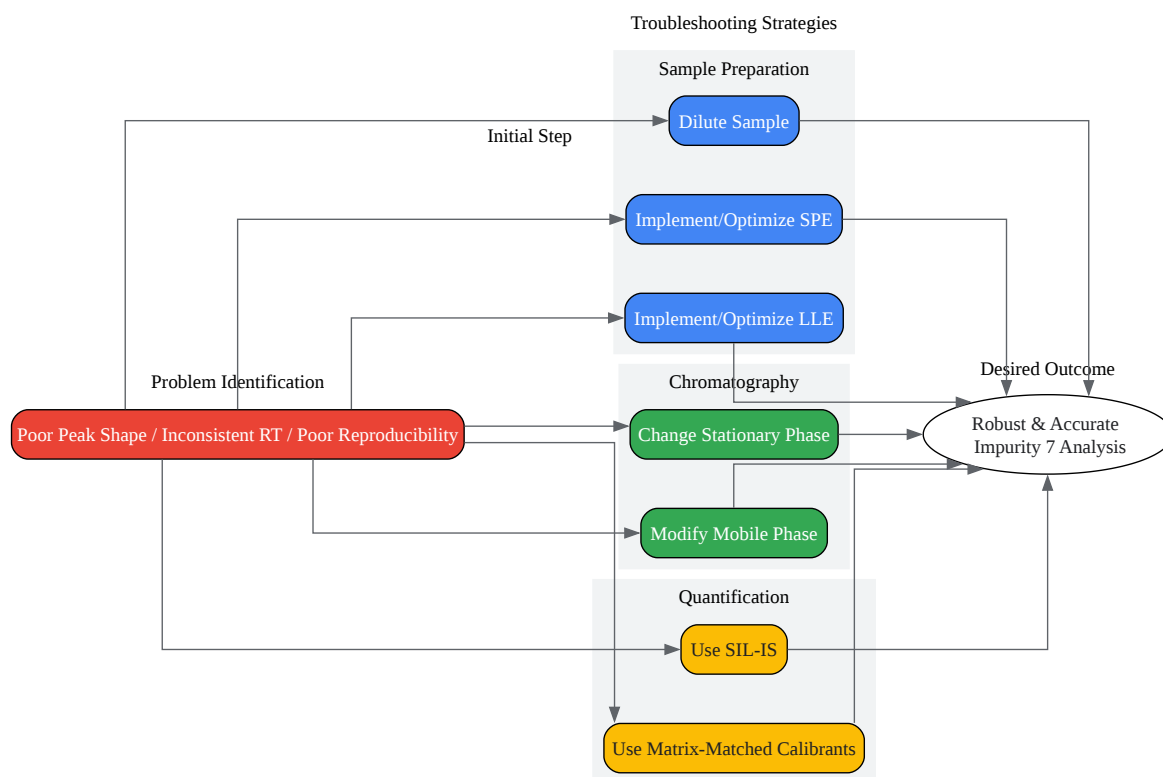 Troubleshooting Strategies
Sample Preparation
Dilute Sample
Initial Step
Implement/Optimize SPE
Implement/Optimize LLE
Problem Identification
Chromatography
Desired Outcome
Poor Peak Shape / Inconsistent RT / Poor Reproducibility
Change Stationary Phase
Robust & Accurate
Impurity 7 Analysis
Modify Mobile Phase
Quantification
Use SIL-IS
Use Matrix-Matched Calibrants